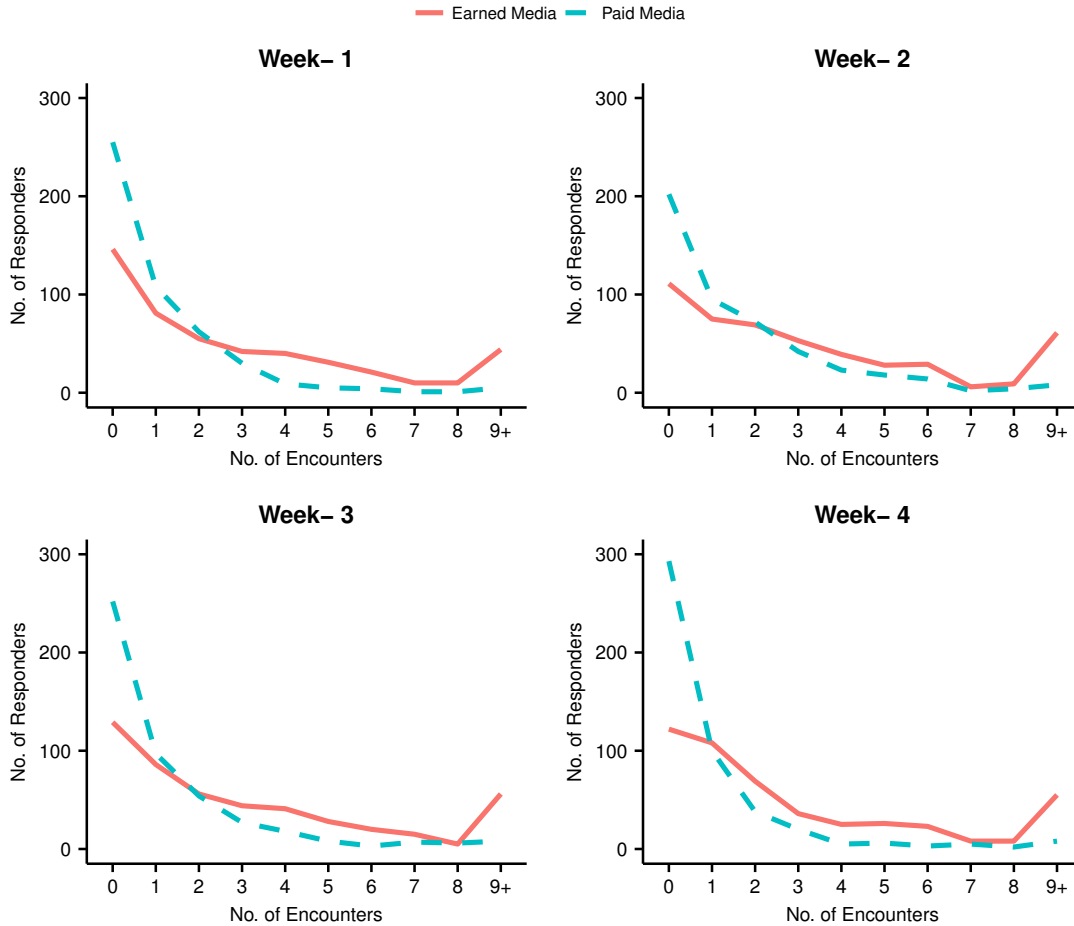 Earned Media Paid Media
Week– 1
300
200
100
0
No. of Responders
0 1 2 3 4 5 6 7 8 9+
No. of Encounters
Week– 2
300
200
100
0
No. of Responders
0 1 2 3 4 5 6 7 8 9+
No. of Encounters
Week– 3
300
200
100
0
No. of Responders
0 1 2 3 4 5 6 7 8 9+
No. of Encounters
Week– 4
300
200
100
0
No. of Responders
0 1 2 3 4 5 6 7 8 9+
No. of Encounters